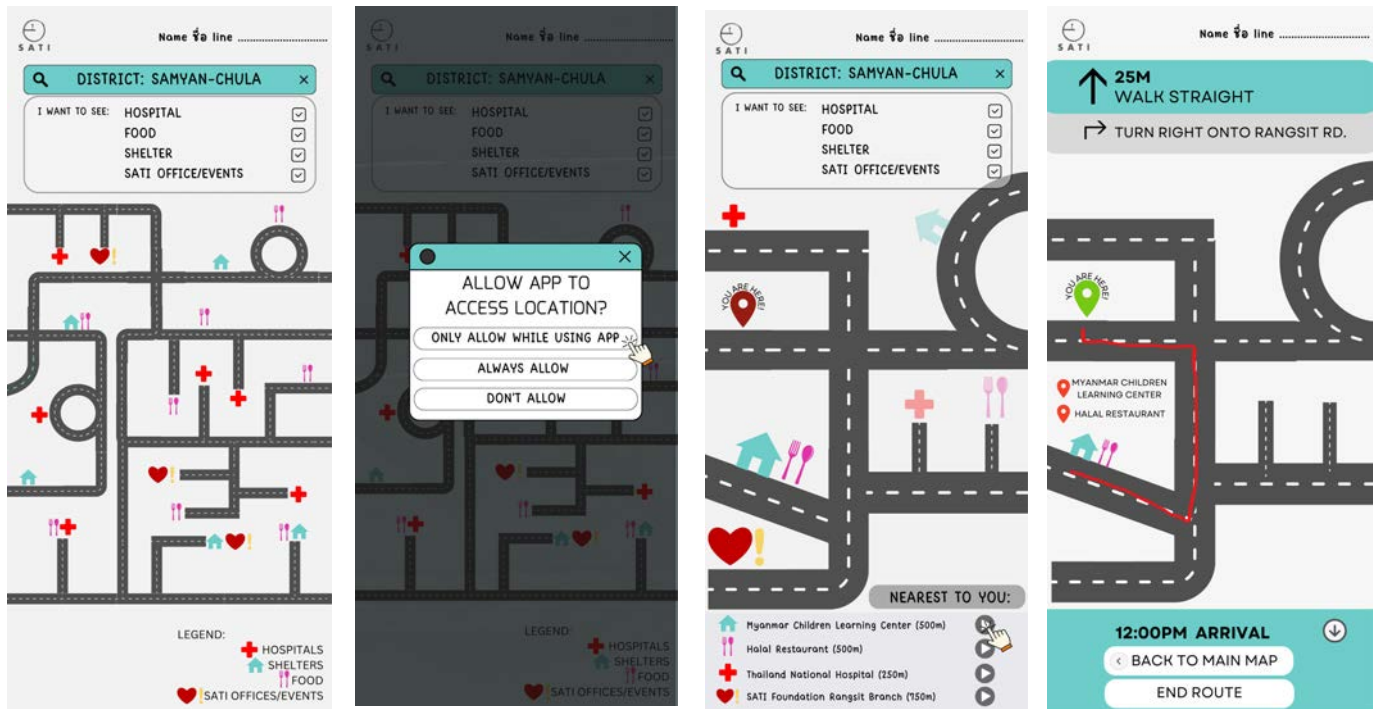 SATI
Name ชื่อ line ..............................
DISTRICT: SAMYAN-CHULA
I WANT TO SEE:
HOSPITAL
FOOD
SHELTER
SATI OFFICE/EVENTS
LEGEND:
HOSPITALS
SHELTERS
FOOD
SATI OFFICES/EVENTS
SATI
Name ชื่อ line ..............................
DISTRICT: SAMYAN-CHULA
I WANT TO SEE:
HOSPITAL
FOOD
SHELTER
SATI OFFICE/EVENTS
ALLOW APP TO
ACCESS LOCATION?
ONLY ALLOW WHILE USING APP
ALWAYS ALLOW
DON'T ALLOW
LEGEND:
HOSPITALS
SHELTERS
FOOD
SATI OFFICES/EVENTS
SATI
Name ชื่อ line ..............................
DISTRICT: SAMYAN-CHULA
I WANT TO SEE:
HOSPITAL
FOOD
SHELTER
SATI OFFICE/EVENTS
YOU ARE HERE!
NEAREST TO YOU:
Myanmar Children Learning Center (500m)
Halal Restaurant (500m)
Thailand National Hospital (250m)
SATI Foundation Rangsit Branch (750m)
SATI
Name ชื่อ line ..............................
25M
WALK STRAIGHT
TURN RIGHT ONTO RANGSIT RD.
YOU ARE HERE!
MYANMAR CHILDREN
LEARNING CENTER
HALAL RESTAURANT
12:00PM ARRIVAL
BACK TO MAIN MAP
END ROUTE